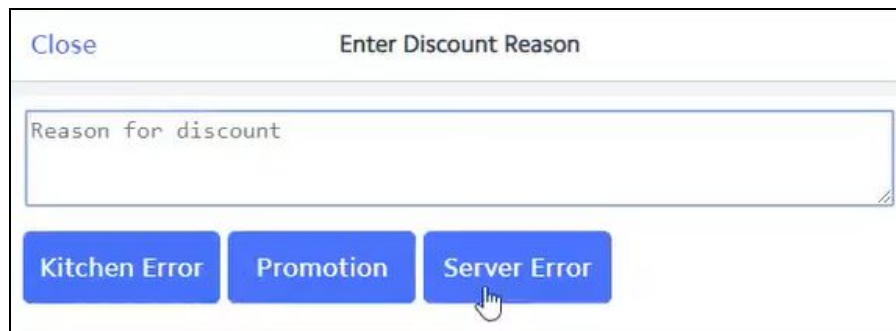 Close Enter Discount Reason
Reason for discount
Kitchen Error Promotion Server Error